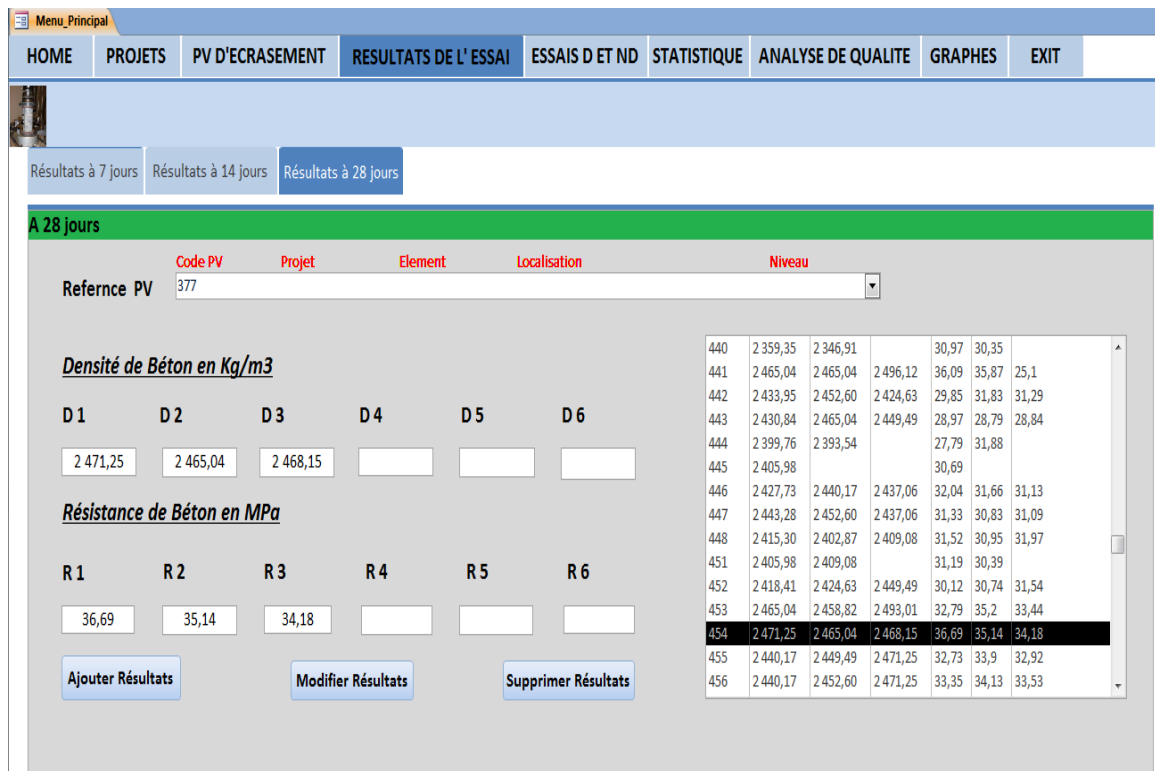 Menu_Principal
HOME PROJETS PV D'ECRASEMENT RESULTATS DE L' ESSAI ESSAIS D ET ND STATISTIQUE ANALYSE DE QUALITE GRAPHES EXIT
Résultats à 7 jours Résultats à 14 jours Résultats à 28 jours
A 28 jours
Code PV Projet Element Localisation Niveau
Refernce PV 377
Densité de Béton en Kg/m3
D 1 D 2 D 3 D 4 D 5 D 6
2 471,25 2 465,04 2 468,15
Résistance de Béton en MPa
R 1 R 2 R 3 R 4 R 5 R 6
36,69 35,14 34,18
Ajouter Résultats Modifier Résultats Supprimer Résultats
440 2 359,35 2 346,91 30,97 30,35
441 2 465,04 2 465,04 2 496,12 36,09 35,87 25,1
442 2 433,95 2 452,60 2 424,63 29,85 31,83 31,29
443 2 430,84 2 465,04 2 449,49 28,97 28,79 28,84
444 2 399,76 2 393,54 27,79 31,88
445 2 405,98 30,69
446 2 427,73 2 440,17 2 437,06 32,04 31,66 31,13
447 2 443,28 2 452,60 2 437,06 31,33 30,83 31,09
448 2 415,30 2 402,87 2 409,08 31,52 30,95 31,97
451 2 405,98 2 409,08 31,19 30,39
452 2 418,41 2 424,63 2 449,49 30,12 30,74 31,54
453 2 465,04 2 458,82 2 493,01 32,79 35,2 33,44
454 2 471,25 2 465,04 2 468,15 36,69 35,14 34,18
455 2 440,17 2 449,49 2 471,25 32,73 33,9 32,92
456 2 440,17 2 452,60 2 471,25 33,35 34,13 33,53